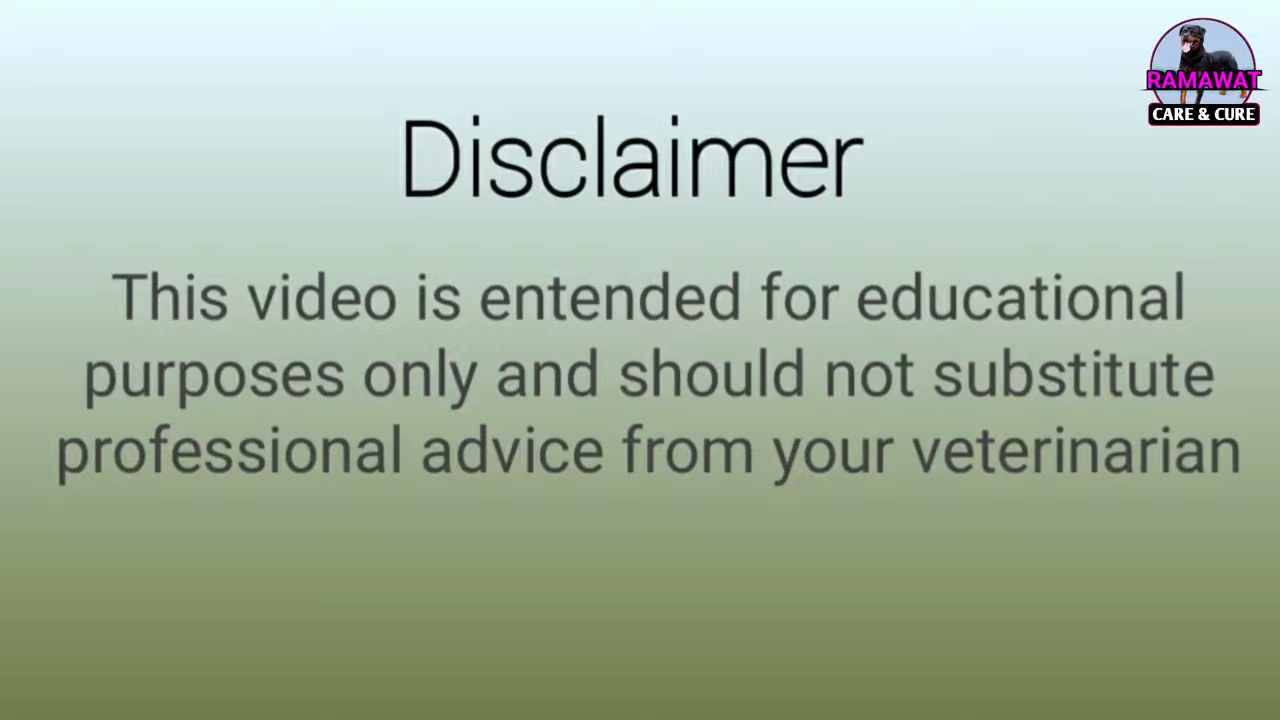 RAMAWAT
CARE & CURE
Disclaimer
This video is entended for educational
purposes only and should not substitute
professional advice from your veterinarian